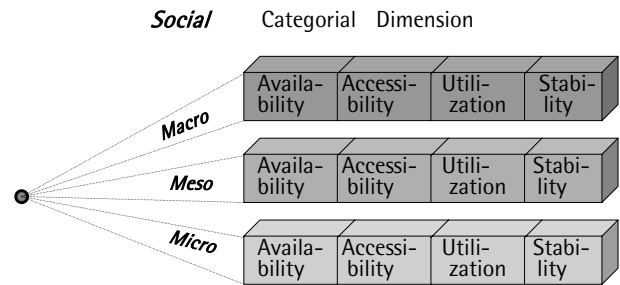 Social Categorial Dimension
Availa- Accessi- Utili- Stabi-
bility bility zation lity
Macro
Availa- Accessi- Utili- Stabi-
bility bility zation lity
Meso
Availa- Accessi- Utili- Stabi-
bility bility zation lity
Micro